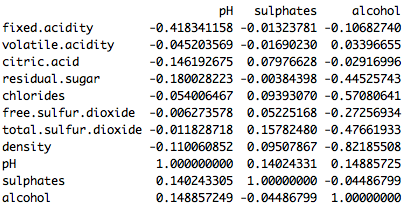 pH sulphates alcohol
fixed.acidity -0.418341158 -0.01323781 -0.10682740
volatile.acidity -0.045203569 -0.01690230 0.03396655
citric.acid -0.146192675 0.07976628 -0.02916996
residual.sugar -0.180028223 -0.00384398 -0.44525743
chlorides -0.054006467 0.09393070 -0.57080641
free.sulfur.dioxide -0.006273578 0.05225168 -0.27256934
total.sulfur.dioxide -0.011828718 0.15782480 -0.47661933
density -0.110060852 0.09507867 -0.82185508
pH 1.000000000 0.14024331 0.14885725
sulphates 0.140243305 1.00000000 -0.04486799
alcohol 0.148857249 -0.04486799 1.00000000